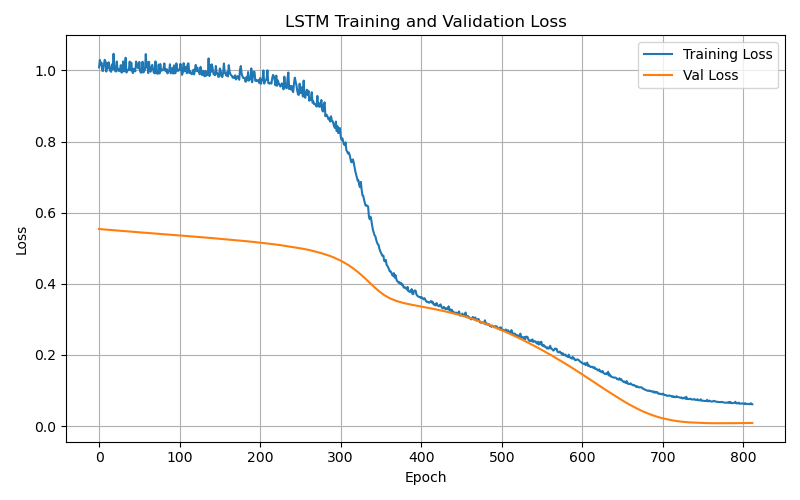 LSTM Training and Validation Loss
Training Loss
Val Loss
Loss
1.0
0.8
0.6
0.4
0.2
0.0
0 100 200 300 400 500 600 700 800
Epoch